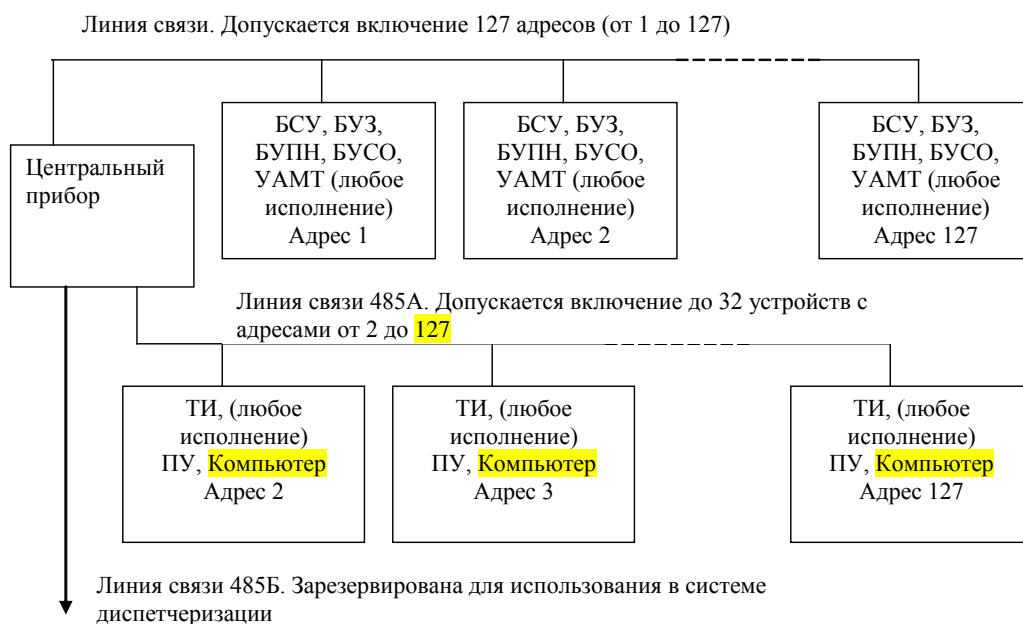 Линия связи. Допускается включение 127 адресов (от 1 до 127)
Центральный
прибор
БСУ, БУЗ,
БУПН, БУСО,
УАМТ (любое
исполнение)
Адрес 1
БСУ, БУЗ,
БУПН, БУСО,
УАМТ (любое
исполнение)
Адрес 2
БСУ, БУЗ,
БУПН, БУСО,
УАМТ (любое
исполнение)
Адрес 127
Линия связи 485А. Допускается включение до 32 устройств с
адресами от 2 до 127
ТИ, (любое
исполнение)
ПУ, Компьютер
Адрес 2
ТИ, (любое
исполнение)
ПУ, Компьютер
Адрес 3
ТИ, (любое
исполнение)
ПУ, Компьютер
Адрес 127
Линия связи 485Б. Зарезервирована для использования в системе
диспетчеризации